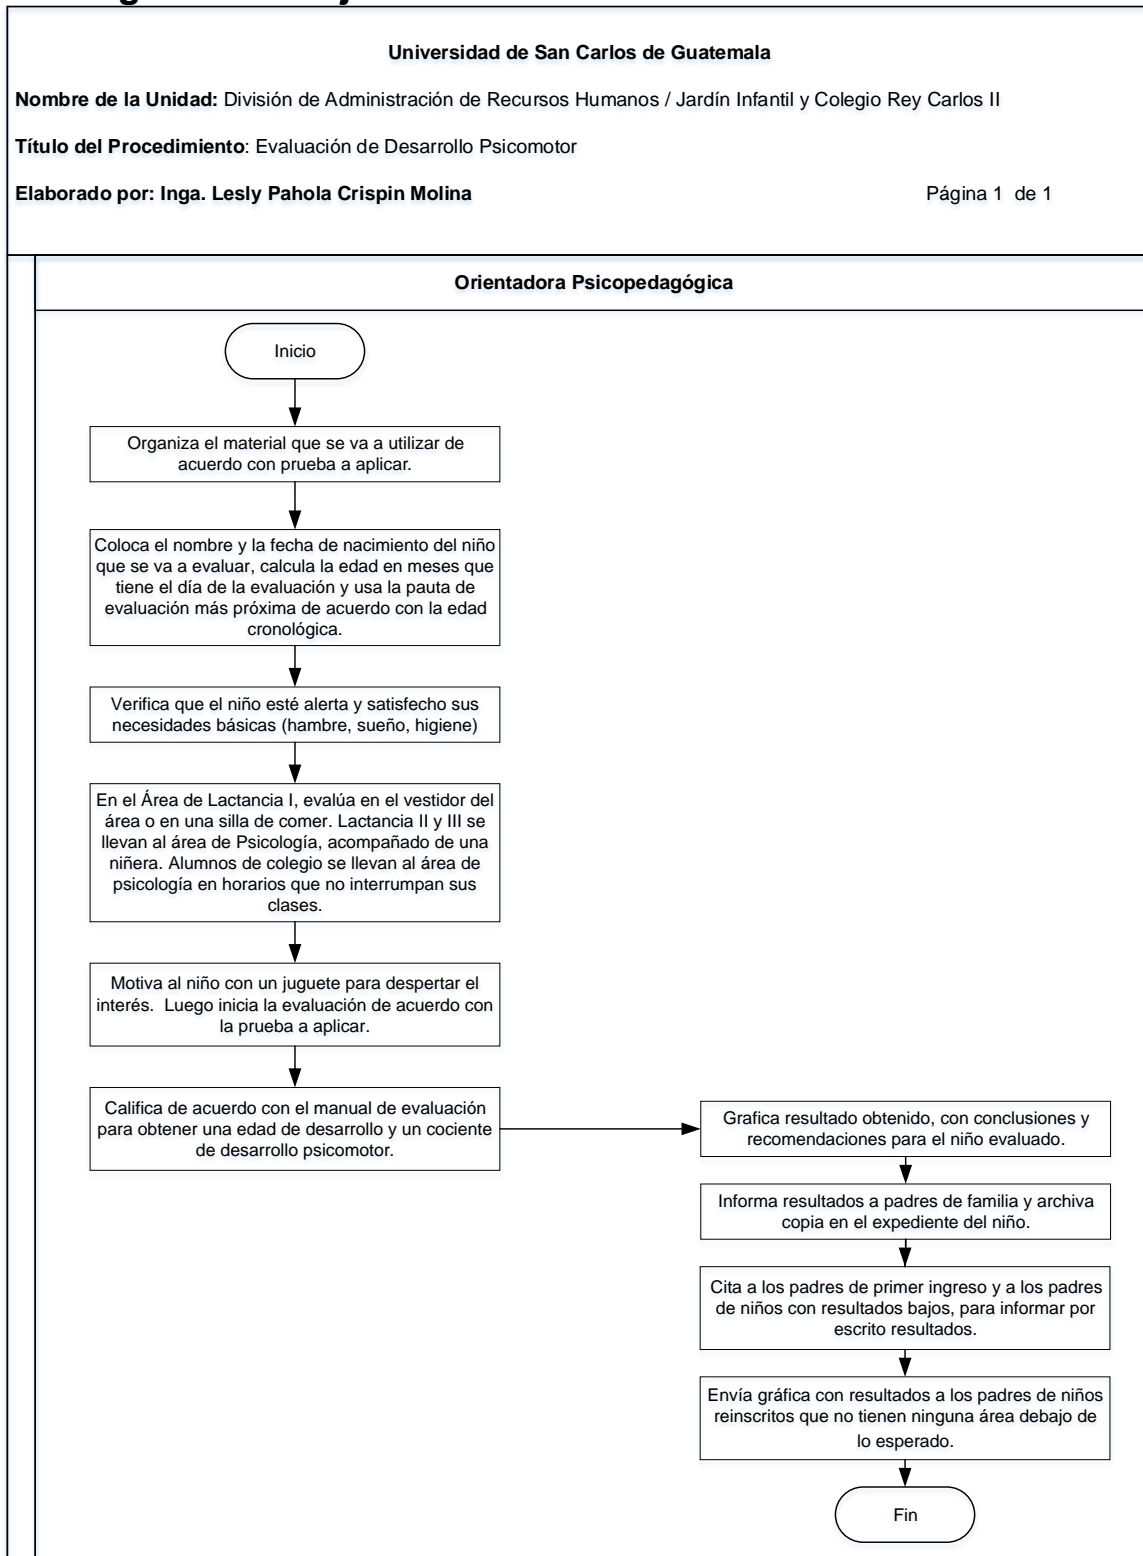 Universidad de San Carlos de Guatemala
Nombre de la Unidad: División de Administración de Recursos Humanos / Jardín Infantil y Colegio Rey Carlos II
Título del Procedimiento: Evaluación de Desarrollo Psicomotor
Elaborado por: Inga. Lesly Pahola Crispin Molina Página 1 de 1
Orientadora Psicopedagógica
Inicio
Organiza el material que se va a utilizar de
acuerdo con prueba a aplicar.
Coloca el nombre y la fecha de nacimiento del niño
que se va a evaluar, calcula la edad en meses que
tiene el día de la evaluación y usa la pauta de
evaluación más próxima de acuerdo con la edad
cronológica.
Verifica que el niño esté alerta y satisfecho sus
necesidades básicas (hambre, sueño, higiene)
En el Área de Lactancia I, evalúa en el vestidor del
área o en una silla de comer. Lactancia II y III se
llevan al área de Psicología, acompañado de una
niñera. Alumnos de colegio se llevan al área de
psicología en horarios que no interrumpan sus
clases.
Motiva al niño con un juguete para despertar el
interés. Luego inicia la evaluación de acuerdo con
la prueba a aplicar.
Califica de acuerdo con el manual de evaluación
para obtener una edad de desarrollo y un cociente
de desarrollo psicomotor.
Grafica resultado obtenido, con conclusiones y
recomendaciones para el niño evaluado.
Informa resultados a padres de familia y archiva
copia en el expediente del niño.
Cita a los padres de primer ingreso y a los padres
de niños con resultados bajos, para informar por
escrito resultados.
Envía gráfica con resultados a los padres de niños
reinscritos que no tienen ninguna área debajo de
lo esperado.
Fin